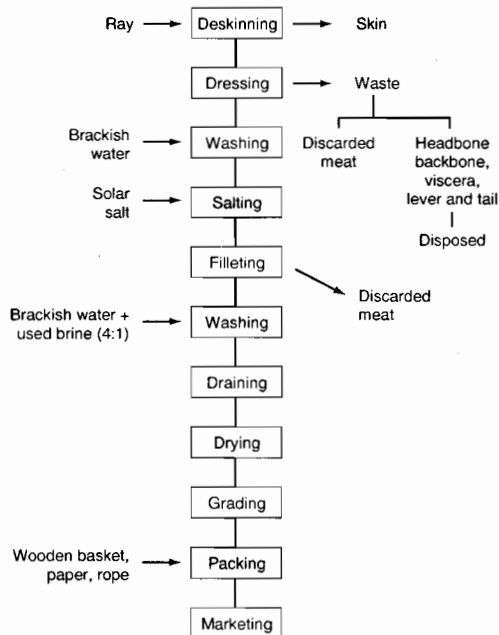 Ray
Deskinning
Skin
Dressing
Waste
Brackish
water
Washing
Discarded
meat
Headbone
backbone,
viscera,
lever and tail
Disposed
Solar
salt
Salting
Filleting
Discarded
meat
Brackish water +
used brine (4:1)
Washing
Draining
Drying
Grading
Wooden basket,
paper, rope
Packing
Marketing